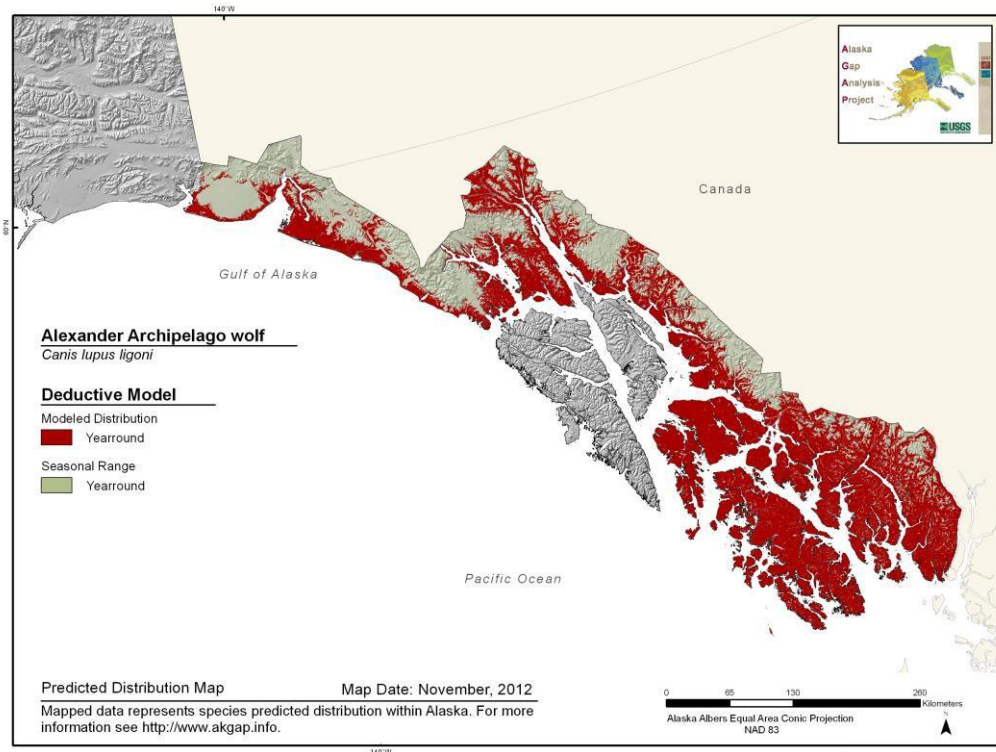 140°W
Alaska
Gap
Analysis
Project
USGS
Canada
60°N
Gulf of Alaska
Alexander Archipelago wolf
Canis lupus ligoni
Deductive Model
Modeled Distribution
Yearround
Seasonal Range
Yearround
Pacific Ocean
Predicted Distribution Map Map Date: November, 2012
Mapped data represents species predicted distribution within Alaska. For more
information see http://www.akgap.info.
0 65 130 260
Kilometers
Alaska Albers Equal Area Conic Projection
NAD 83
N
140°W